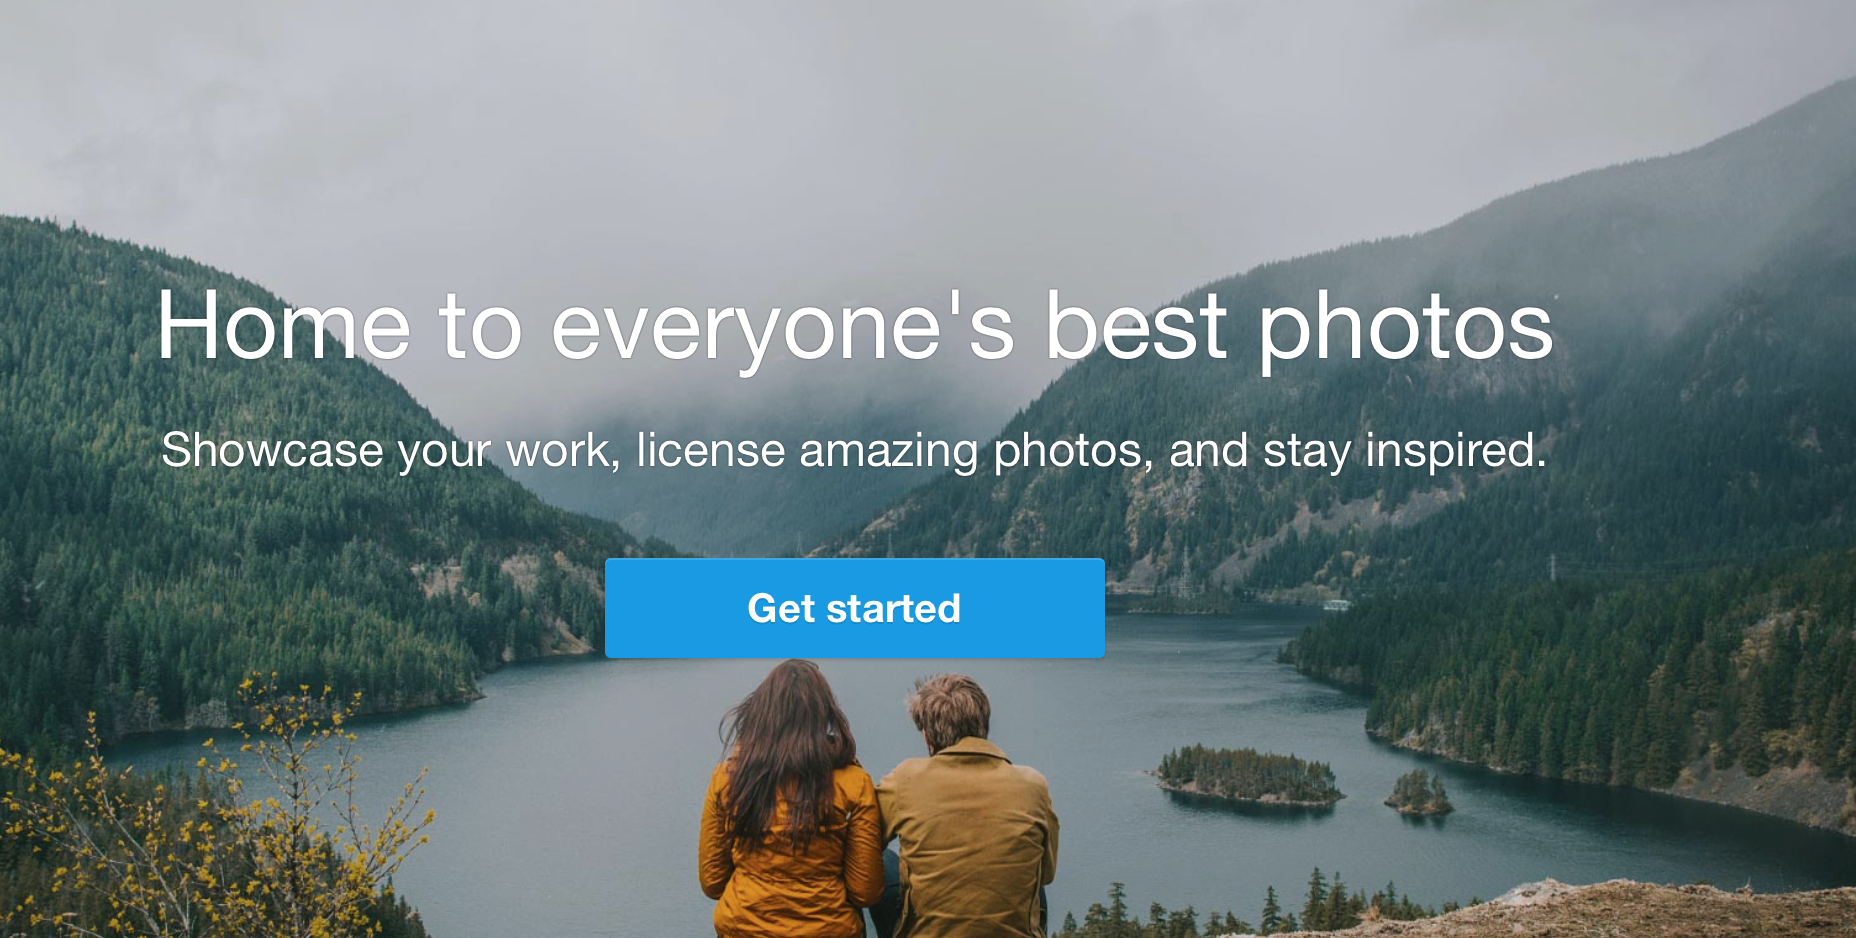 Home to everyone's best photos
Showcase your work, license amazing photos, and stay inspired.
Get started